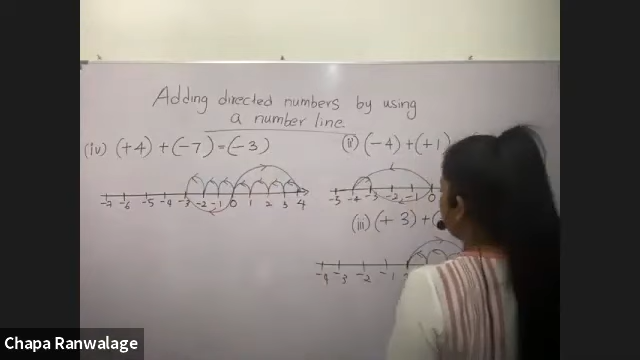 Adding directed numbers by using
a number line.
(iv) (+4) + (-7) = (-3)
-7 -6 -5 -4 -3 -2 -1 0 1 2 3 4
(ii) (-4) + (+1)
-5 -4 -3 -2 -1 0
(iii) (+3) + (
-4 -3 -2 -1
Chapa Ranwalage